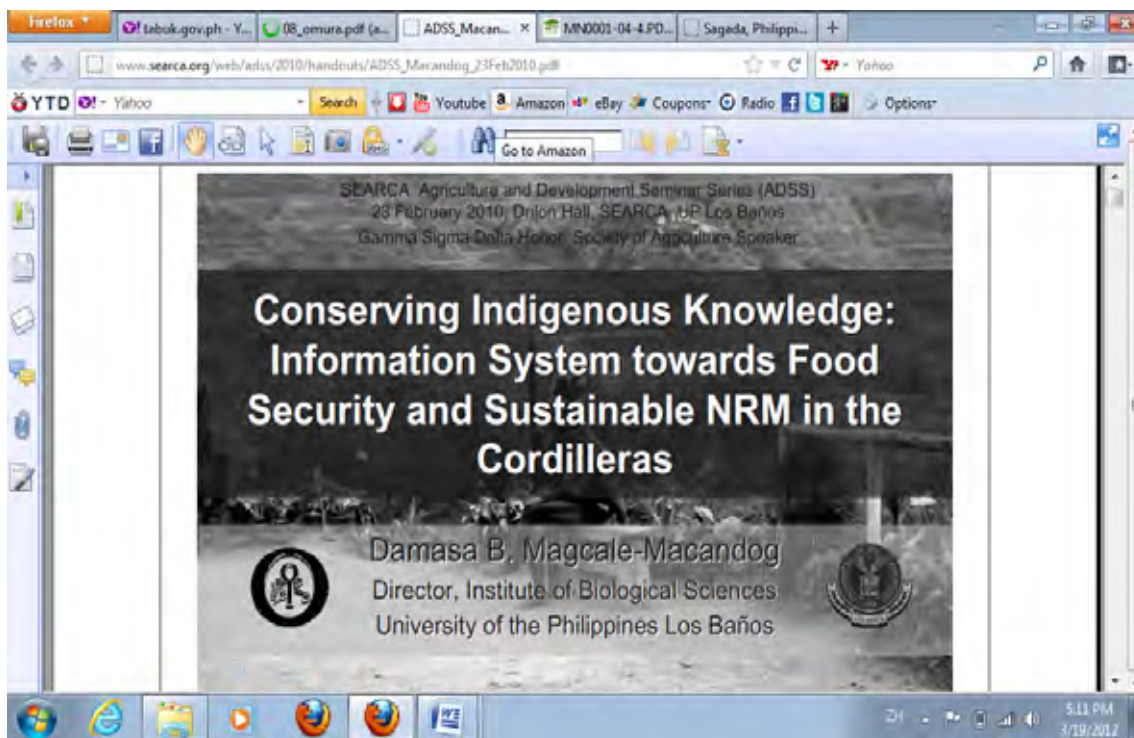 Firefox
tabuk.gov.ph - Y...
08_omura.pdf (a...
ADSS_Macan... ×
MN0001-04-4.PD...
Sagada, Philippi...
+
www.searca.org/web/adss/2010/handouts/ADSS_Macandog_23Feb2010.pdf
Yahoo
YTD
Yahoo
Search
Youtube
Amazon
eBay
Coupons
Radio
Options
Go to Amazon
SEARCA Agriculture and Development Seminar Series (ADSS)
23 February 2010, Drilon Hall, SEARCA, UP Los Baños
Gamma Sigma Delta Honor Society of Agriculture Speaker
Conserving Indigenous Knowledge:
Information System towards Food
Security and Sustainable NRM in the
Cordilleras
Damasa B. Magcale-Macandog
Director, Institute of Biological Sciences
University of the Philippines Los Baños
ZH
5:11 PM
3/19/2012